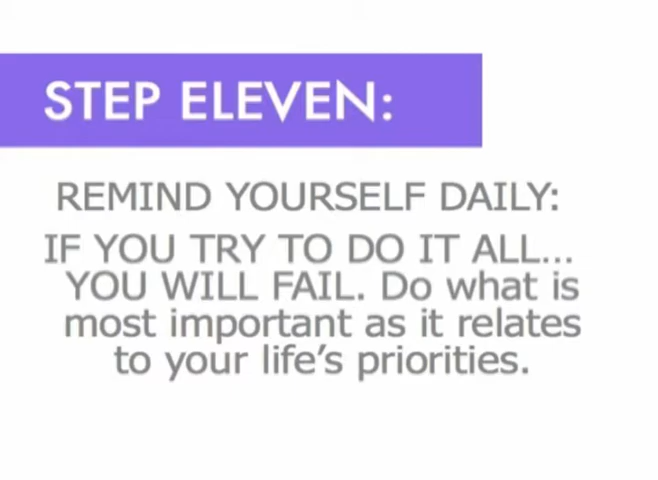 STEP ELEVEN:
REMIND YOURSELF DAILY:
IF YOU TRY TO DO IT ALL...
YOU WILL FAIL. Do what is
most important as it relates
to your life’s priorities.